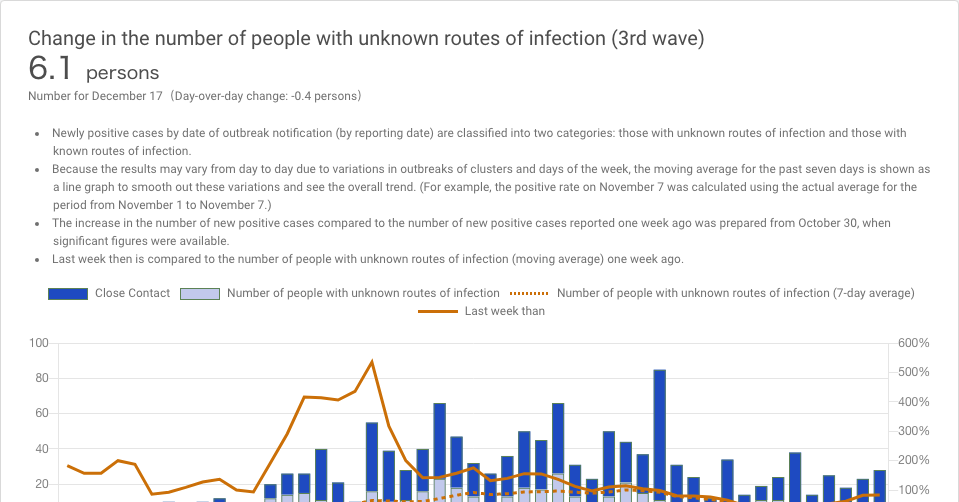 Change in the number of people with unknown routes of infection (3rd wave)
6.1 persons
Number for December 17 (Day-over-day change: -0.4 persons)
• Newly positive cases by date of outbreak notification (by reporting date) are classified into two categories: those with unknown routes of infection and those with
known routes of infection.
• Because the results may vary from day to day due to variations in outbreaks of clusters and days of the week, the moving average for the past seven days is shown as
a line graph to smooth out these variations and see the overall trend. (For example, the positive rate on November 7 was calculated using the actual average for the
period from November 1 to November 7.)
• The increase in the number of new positive cases compared to the number of new positive cases reported one week ago was prepared from October 30, when
significant figures were available.
• Last week then is compared to the number of people with unknown routes of infection (moving average) one week ago.
Close Contact Number of people with unknown routes of infection Number of people with unknown routes of infection (7-day average)
Last week than
100 600%
500%
80
400%
60
300%
40
200%
20
100%